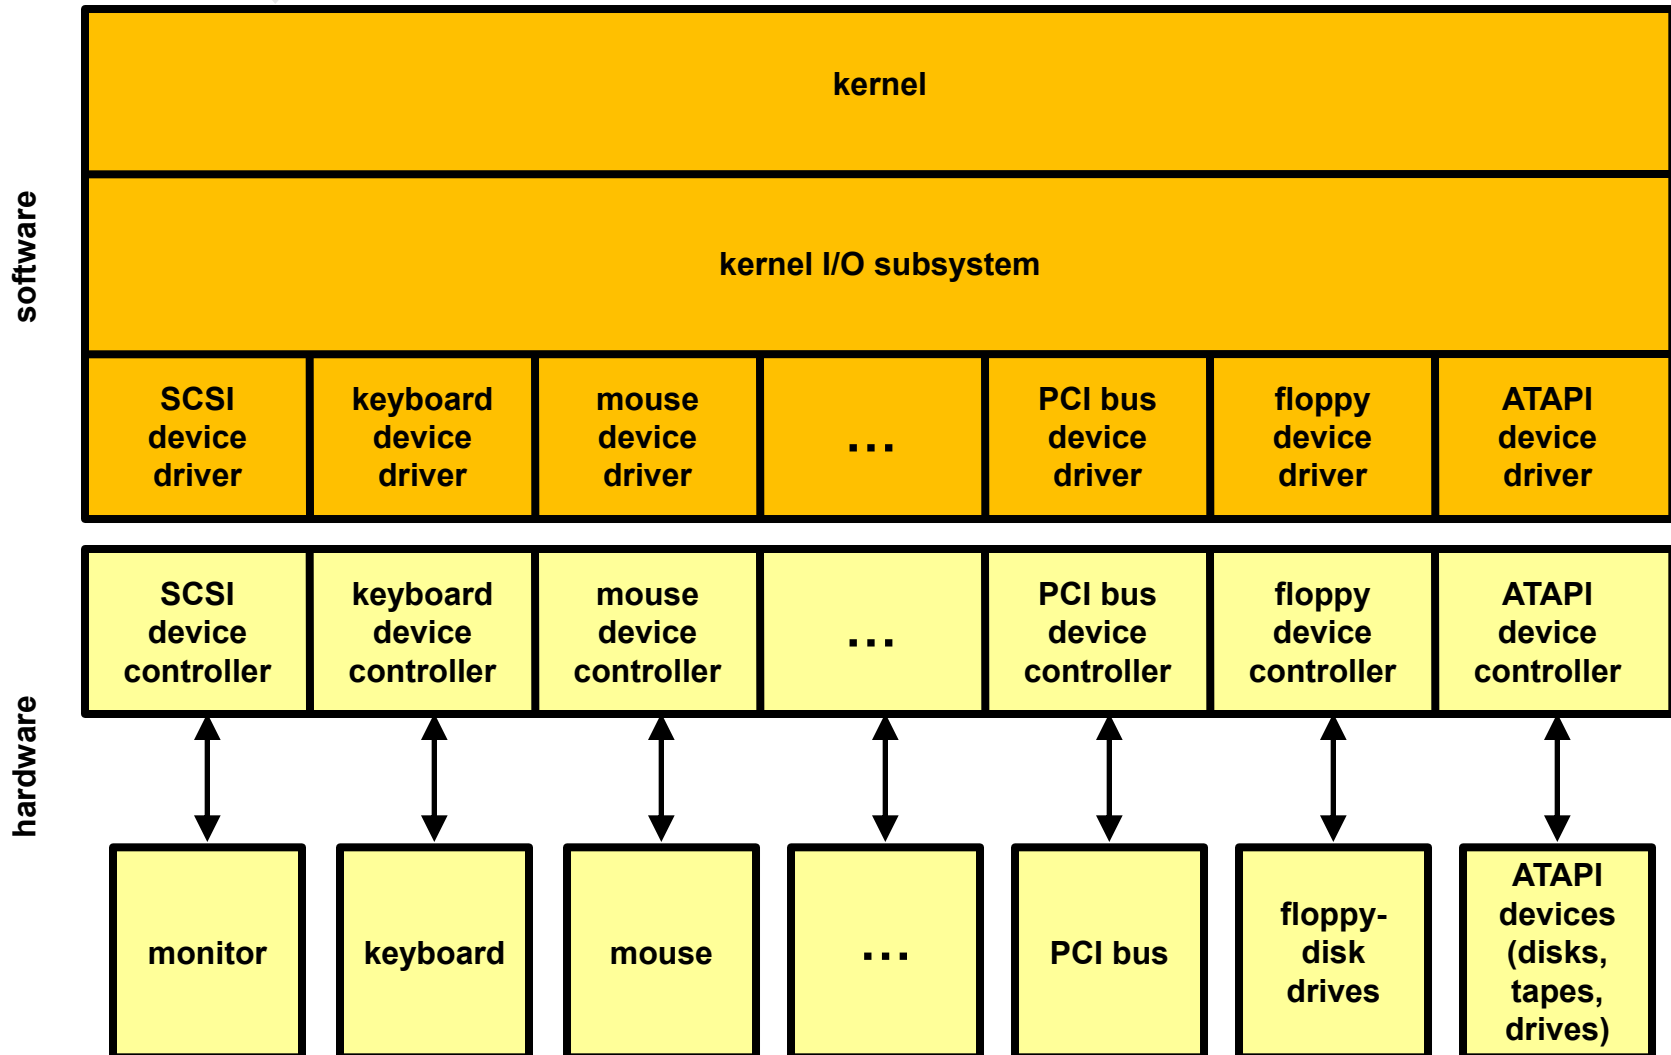 kernel
software
kernel I/O subsystem
SCSI
device
driver
keyboard
device
driver
mouse
device
driver
...
PCI bus
device
driver
floppy
device
driver
ATAPI
device
driver
hardware
SCSI
device
controller
keyboard
device
controller
mouse
device
controller
...
PCI bus
device
controller
floppy
device
controller
ATAPI
device
controller
monitor
keyboard
mouse
...
PCI bus
floppy-
disk
drives
ATAPI
devices
(disks,
tapes,
drives)